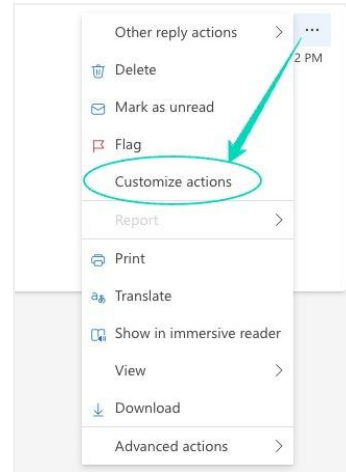 Other reply actions
2 PM
Delete
Mark as unread
Flag
Customize actions
Report
Print
Translate
Show in immersive reader
View
Download
Advanced actions